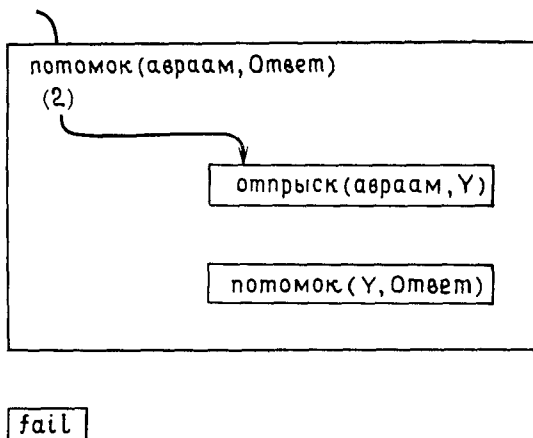 потомок(авраам, Ответ)
(2)
отпрыск(авраам, Y)
потомок(Y, Ответ)
fail